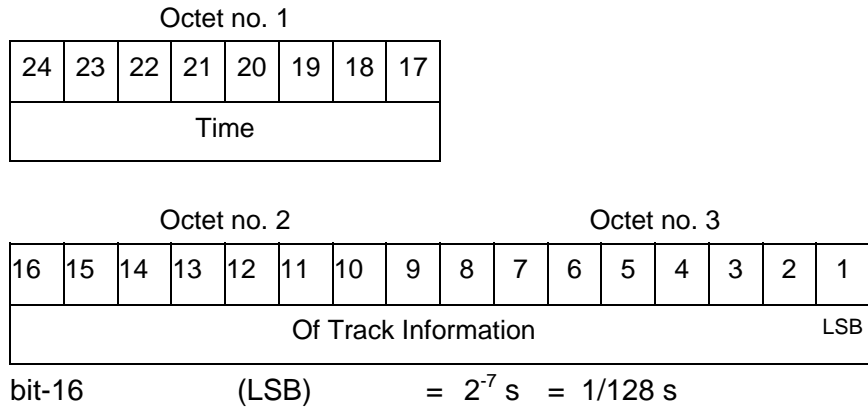 Octet no. 1
24 23 22 21 20 19 18 17
Time
Octet no. 2 Octet no. 3
16 15 14 13 12 11 10 9 8 7 6 5 4 3 2 1
Of Track Information LSB
bit-16 (LSB) = 2⁻⁷ s = 1/128 s